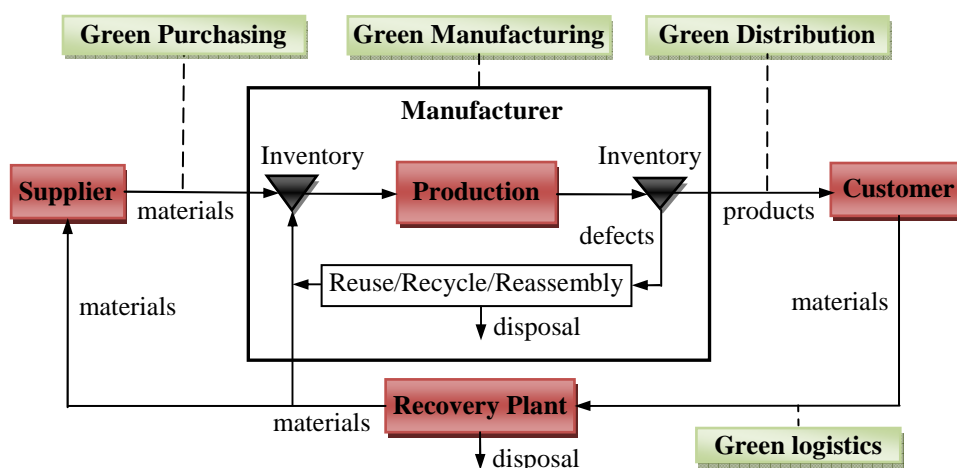 Green Purchasing
Green Manufacturing
Green Distribution
Manufacturer
Inventory
Inventory
Supplier
Production
Customer
materials
products
defects
Reuse/Recycle/Reassembly
materials
materials
disposal
Recovery Plant
materials
Green logistics
disposal